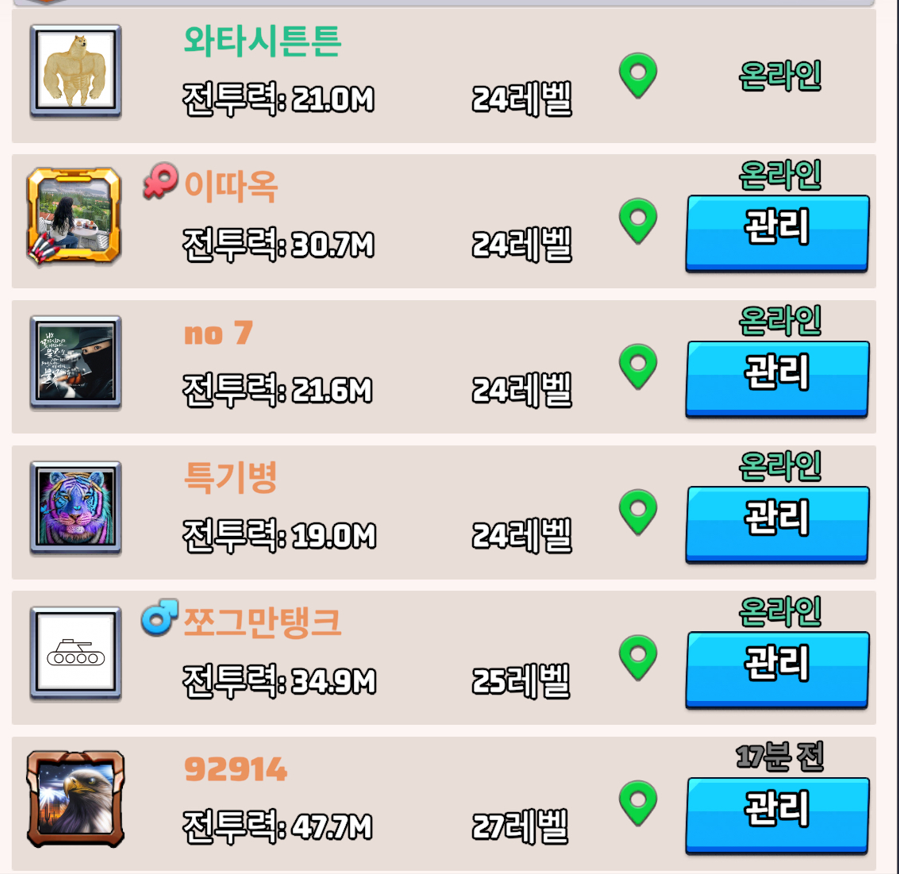 와타시튼튼
온라인
전투력: 21.0M 24레벨
온라인
이따옥
전투력: 30.7M 24레벨
관리
온라인
no 7
전투력: 21.6M 24레벨
관리
온라인
특기병
전투력: 19.0M 24레벨
관리
온라인
쪼그만탱크
전투력: 34.9M 25레벨
관리
17분 전
92914
전투력: 47.7M 27레벨
관리